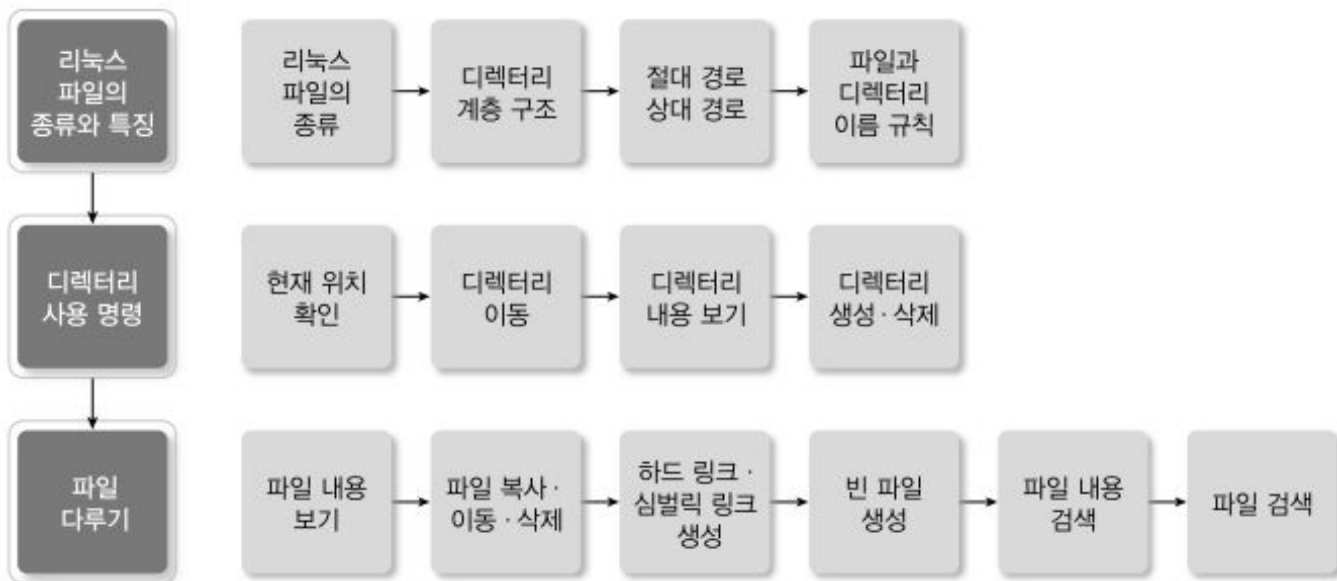 리눅스
파일의
종류와 특징
리눅스
파일의
종류
디렉터리
계층 구조
절대 경로
상대 경로
파일과
디렉터리
이름 규칙
디렉터리
사용 명령
현재 위치
확인
디렉터리
이동
디렉터리
내용 보기
디렉터리
생성·삭제
파일
다루기
파일 내용
보기
파일 복사·
이동·삭제
하드 링크·
심벌릭 링크
생성
빈 파일
생성
파일 내용
검색
파일 검색